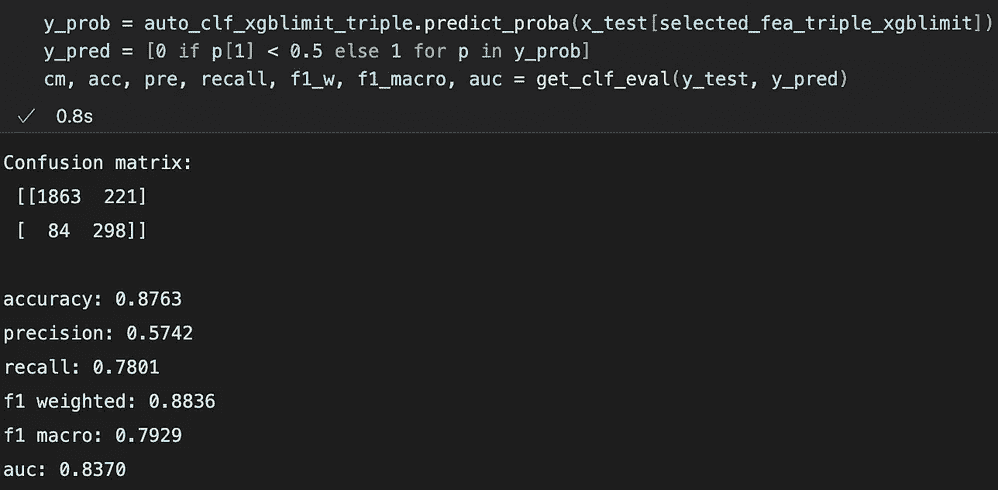 y_prob = auto_clf_xgblimit_triple.predict_proba(x_test[selected_fea_triple_xgblimit])
y_pred = [0 if p[1] < 0.5 else 1 for p in y_prob]
cm, acc, pre, recall, f1_w, f1_macro, auc = get_clf_eval(y_test, y_pred)
✓ 0.8s
Confusion matrix:
[[1863 221]
[ 84 298]]
accuracy: 0.8763
precision: 0.5742
recall: 0.7801
f1 weighted: 0.8836
f1 macro: 0.7929
auc: 0.8370